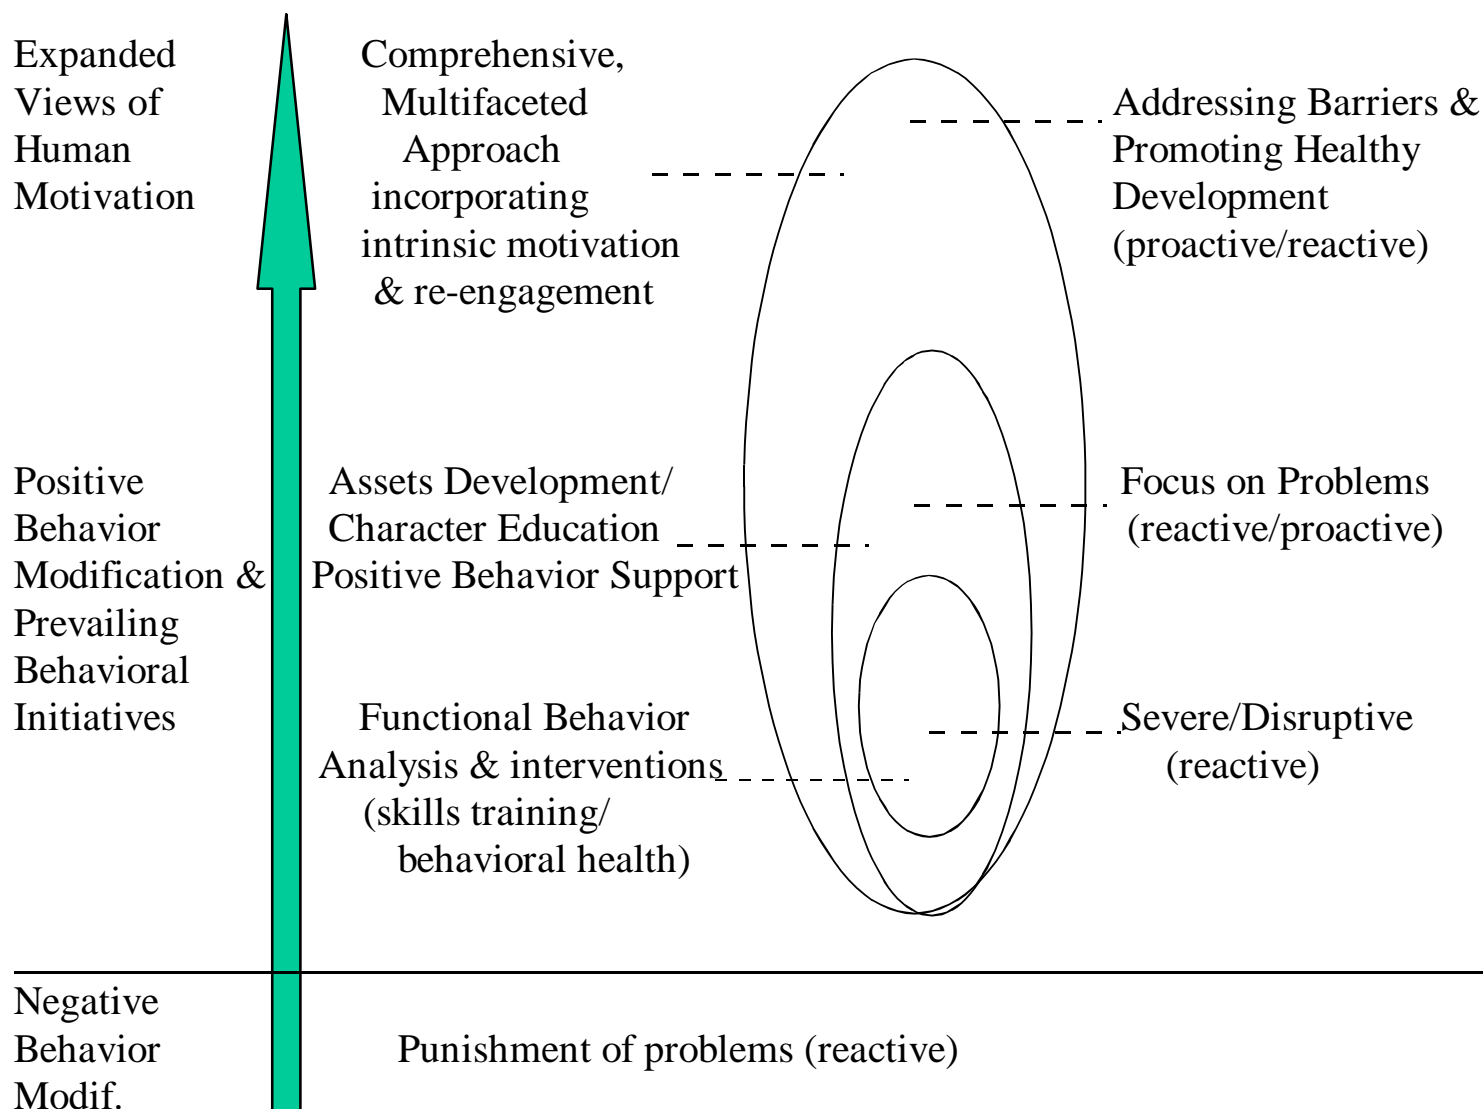 Expanded
Views of
Human
Motivation
Comprehensive,
Multifaceted
Approach
incorporating
intrinsic motivation
& re-engagement
Addressing Barriers &
Promoting Healthy
Development
(proactive/reactive)
Positive
Behavior
Modification &
Prevailing
Behavioral
Initiatives
Assets Development/
Character Education
Positive Behavior Support
Focus on Problems
(reactive/proactive)
Functional Behavior
Analysis & interventions
(skills training/
behavioral health)
Severe/Disruptive
(reactive)
Negative
Behavior
Modif.
Punishment of problems (reactive)